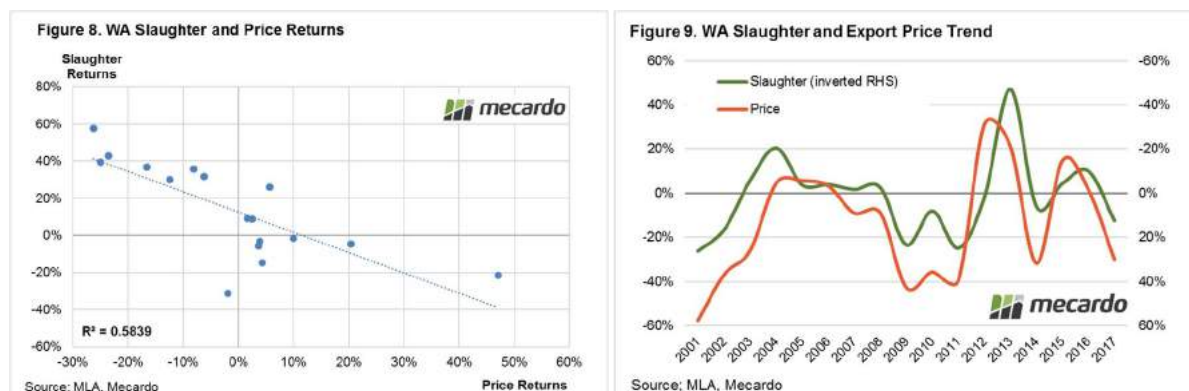 Figure 8. WA Slaughter and Price Returns
Slaughter
Returns
80%
60%
40%
20%
0%
-20%
-40%
-60%
mecardo
R² = 0.5839
-30% -20% -10% 0% 10% 20% 30% 40% 50% 60%
Source: MLA, Mecardo
Price Returns
Figure 9. WA Slaughter and Export Price Trend
60%
40%
20%
0%
-20%
-40%
-60%
Slaughter (inverted RHS)
Price
-60%
-40%
-20%
0%
20%
40%
60%
mecardo
2001 2002 2003 2004 2005 2006 2007 2008 2009 2010 2011 2012 2013 2014 2015 2016 2017
Source; MLA, Mecardo